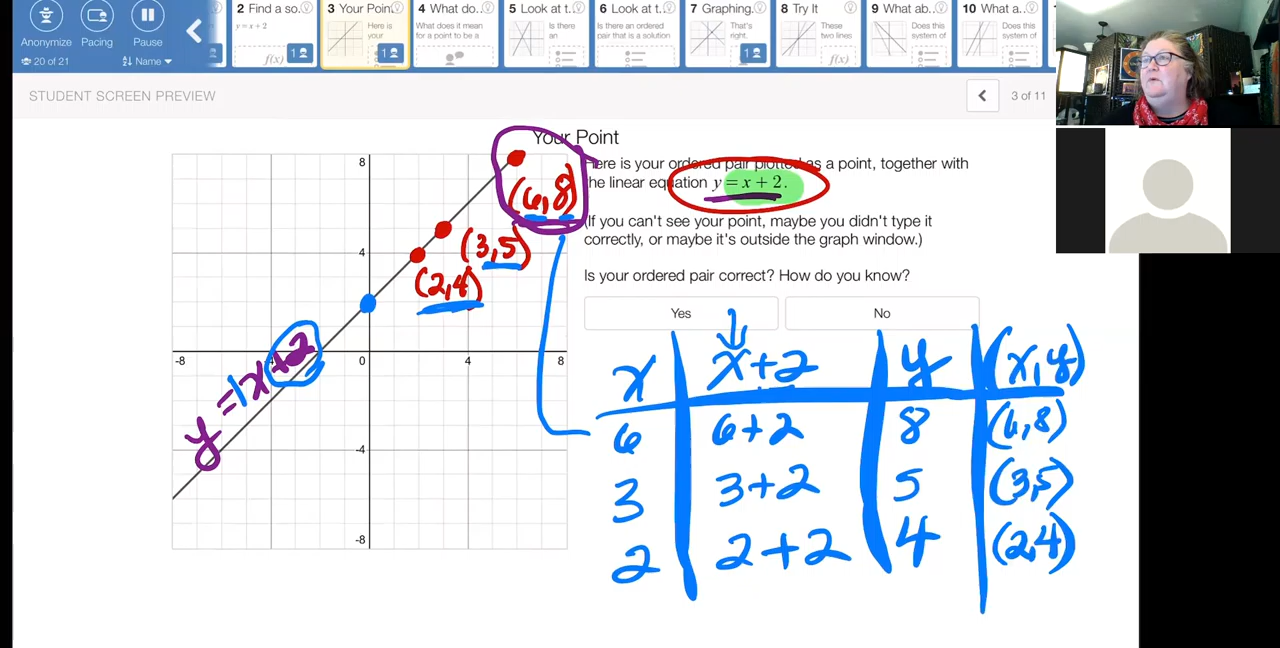 2 Find a so...
3 Your Poin
4 What do...
5 Look at t...
6 Look at t...
7 Graphing.
8 Try It
9 What ab..
10 What a...
y = x + 2
Here is
your
What does it mean
for a point to be a
Is there
an
Is there an ordered
pair that is a solution
That's
right.
These
two lines
Does this
system of
Does this
system of
Anonymize
Pacing
Pause
1
1
1
f(x)
f(x)
20 of 21
Name
STUDENT SCREEN PREVIEW
3 of 11
Your Point
Here is your ordered pair plotted as a point, together with
the linear equation y = x + 2.
(If you can't see your point, maybe you didn't type it
correctly, or maybe it's outside the graph window.)
Is your ordered pair correct? How do you know?
Yes
No
8
4
-8
0
4
8
-4
-8
(6,8)
(3,5)
(2,4)
y = 1x+2
x x+2 y (x,y)
6 6+2 8 (6,8)
3 3+2 5 (3,5)
2 2+2 4 (2,4)